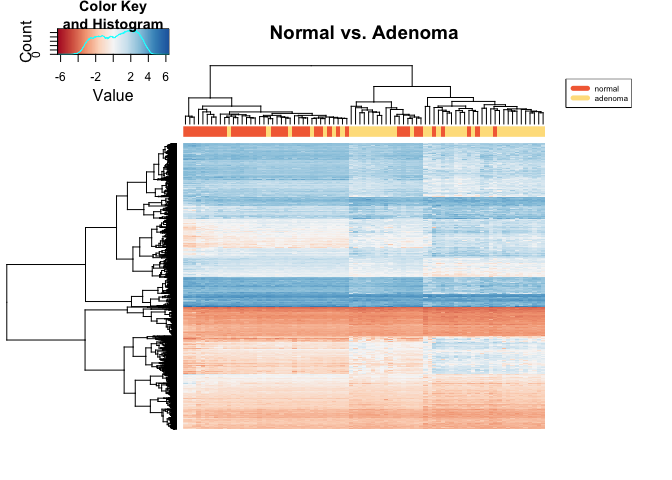 Color Key
and Histogram
Count
0
-6 -2 2 4 6
Value
Normal vs. Adenoma
normal
adenoma